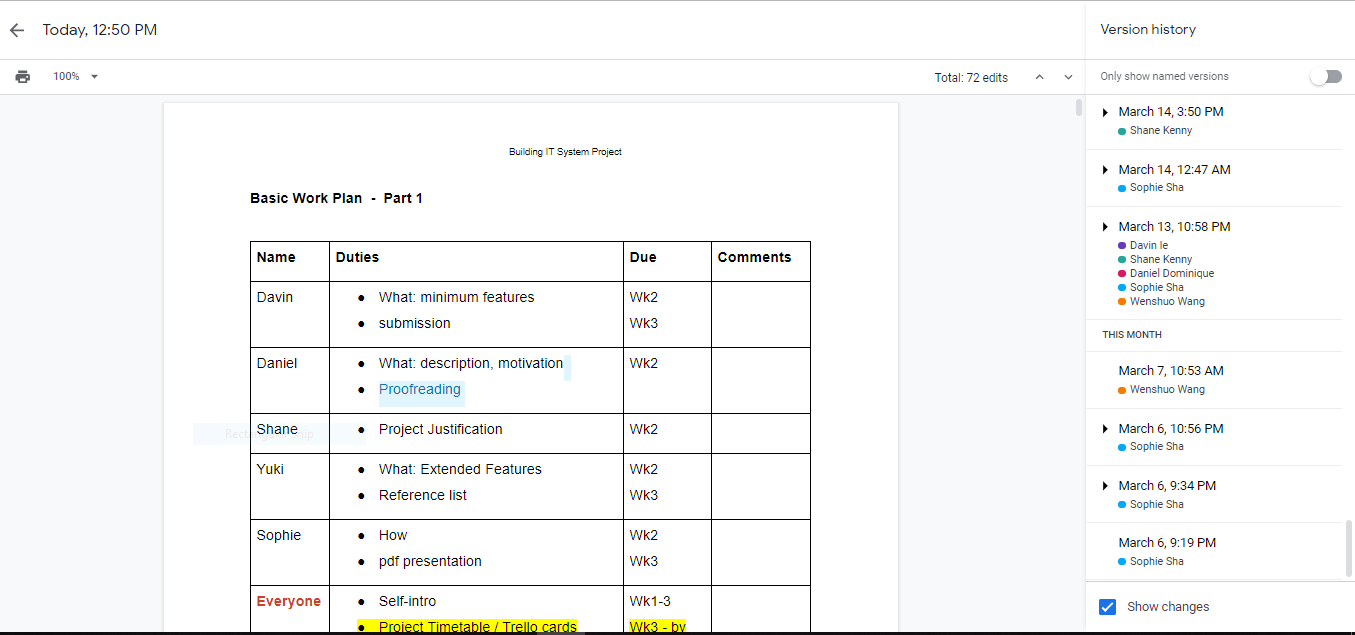 Today, 12:50 PM
Version history
100%
Total: 72 edits
Only show named versions
Building IT System Project
Basic Work Plan - Part 1
Name Duties Due Comments
Davin ● What: minimum features Wk2
● submission Wk3
Daniel ● What: description, motivation Wk2
● Proofreading
Shane ● Project Justification Wk2
Yuki ● What: Extended Features Wk2
● Reference list Wk3
Sophie ● How Wk2
● pdf presentation Wk3
Everyone ● Self-intro Wk1-3
● Project Timetable / Trello cards Wk3 - by
March 14, 3:50 PM
Shane Kenny
March 14, 12:47 AM
Sophie Sha
March 13, 10:58 PM
Davin le
Shane Kenny
Daniel Dominique
Sophie Sha
Wenshuo Wang
THIS MONTH
March 7, 10:53 AM
Wenshuo Wang
March 6, 10:56 PM
Sophie Sha
March 6, 9:34 PM
Sophie Sha
March 6, 9:19 PM
Sophie Sha
Show changes